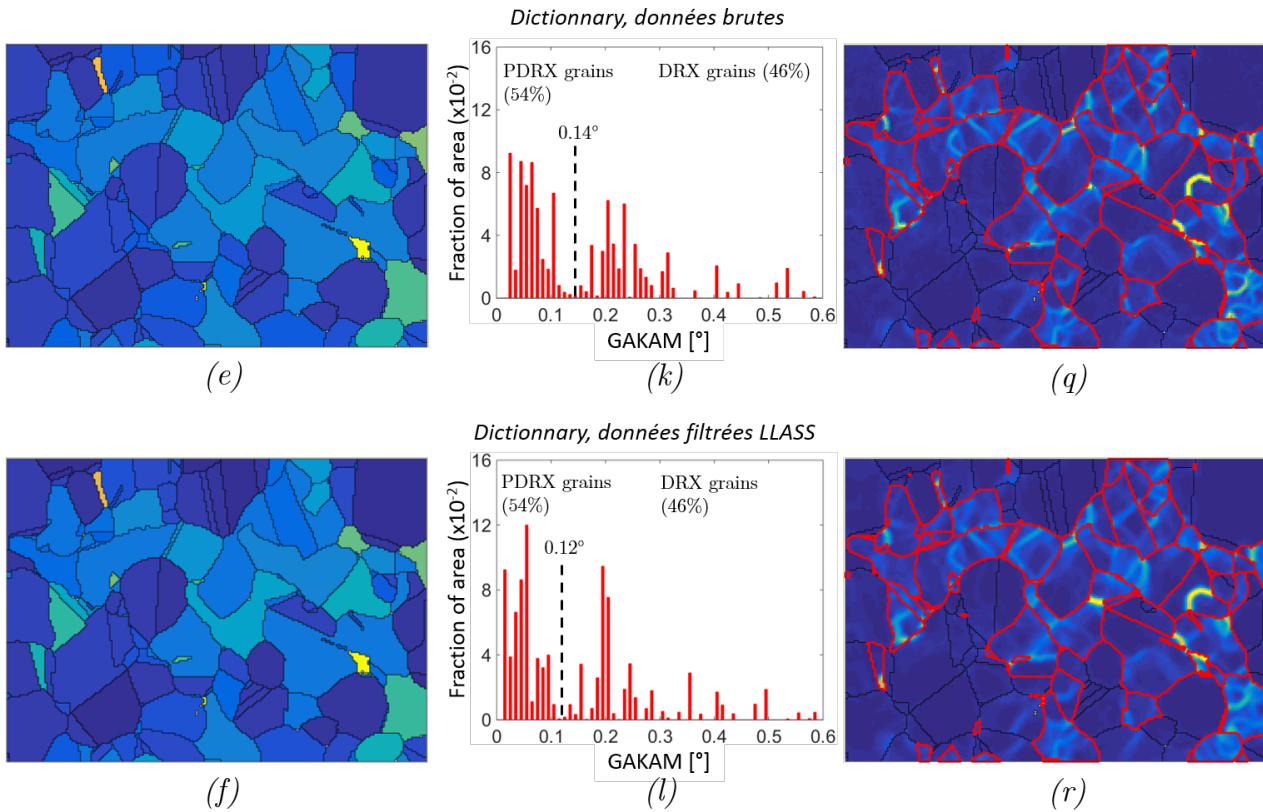 Dictionnary, données brutes
16
12
8
4
0
Fraction of area (x10⁻²)
PDRX grains
(54%)
DRX grains (46%)
0.14°
0 0.1 0.2 0.3 0.4 0.5 0.6
GAKAM [°]
(e)
(k)
(q)
Dictionnary, données filtrées LLASS
16
12
8
4
0
Fraction of area (x10⁻²)
PDRX grains
(54%)
DRX grains
(46%)
0.12°
0 0.1 0.2 0.3 0.4 0.5 0.6
GAKAM [°]
(f)
(l)
(r)